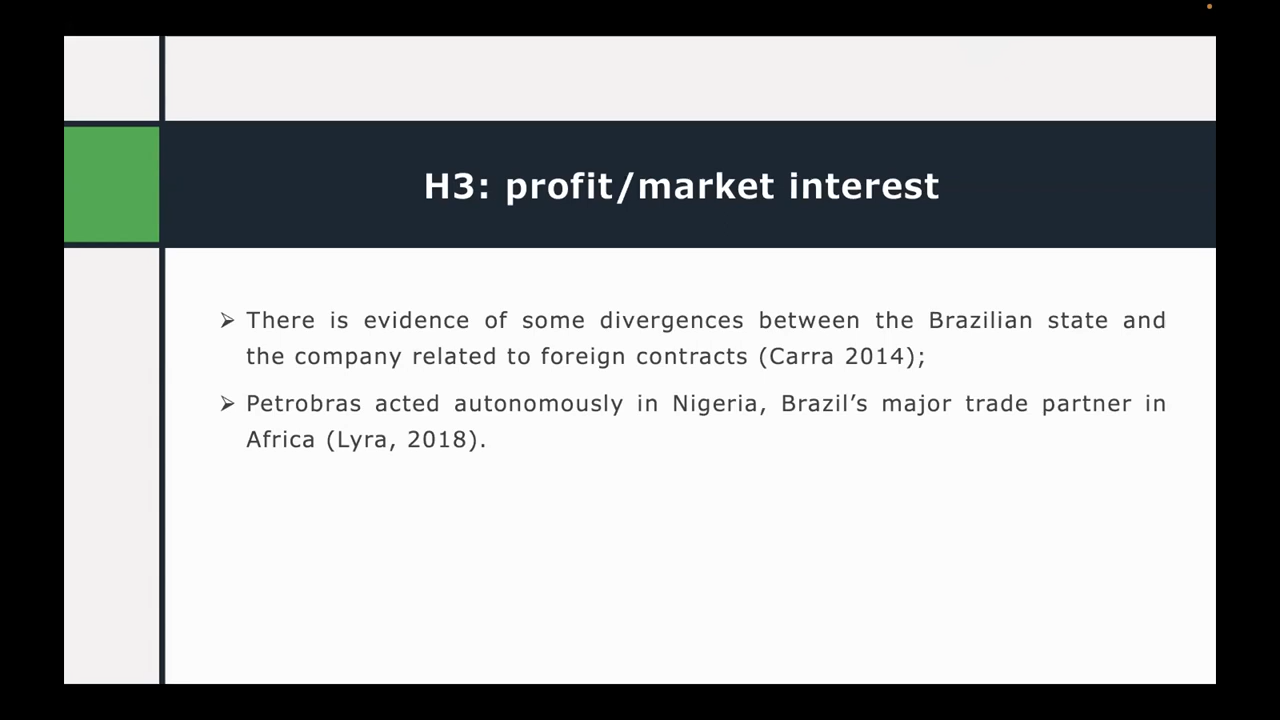 H3: profit/market interest
➢ There is evidence of some divergences between the Brazilian state and
the company related to foreign contracts (Carra 2014);
➢ Petrobras acted autonomously in Nigeria, Brazil’s major trade partner in
Africa (Lyra, 2018).